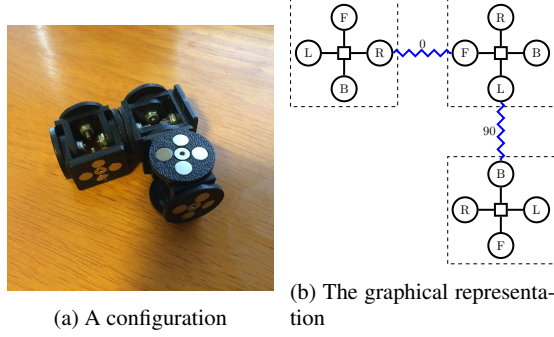 F
R
L
R
0
F
B
B
L
90
B
R
L
F
(a) A configuration
(b) The graphical representa-
tion